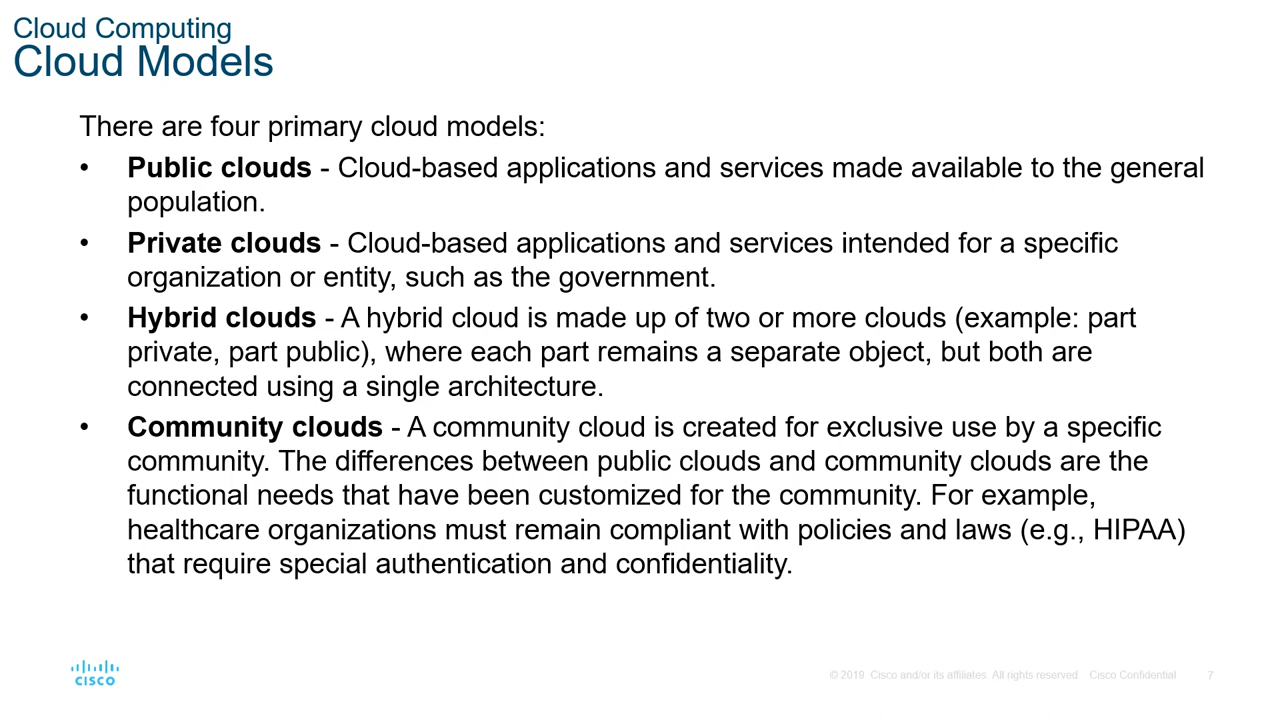 Cloud Computing
Cloud Models
There are four primary cloud models:
• Public clouds - Cloud-based applications and services made available to the general
population.
• Private clouds - Cloud-based applications and services intended for a specific
organization or entity, such as the government.
• Hybrid clouds - A hybrid cloud is made up of two or more clouds (example: part
private, part public), where each part remains a separate object, but both are
connected using a single architecture.
• Community clouds - A community cloud is created for exclusive use by a specific
community. The differences between public clouds and community clouds are the
functional needs that have been customized for the community. For example,
healthcare organizations must remain compliant with policies and laws (e.g., HIPAA)
that require special authentication and confidentiality.
CISCO
© 2019 Cisco and/or its affiliates. All rights reserved. Cisco Confidential 7